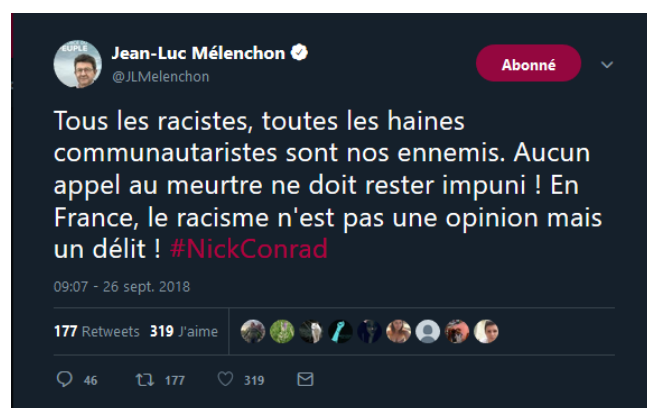 Jean-Luc Mélenchon
@JLMelenchon
Abonné
Tous les racistes, toutes les haines
communautaristes sont nos ennemis. Aucun
appel au meurtre ne doit rester impuni ! En
France, le racisme n'est pas une opinion mais
un délit ! #NickConrad
09:07 - 26 sept. 2018
177 Retweets 319 J'aime
46 177 319